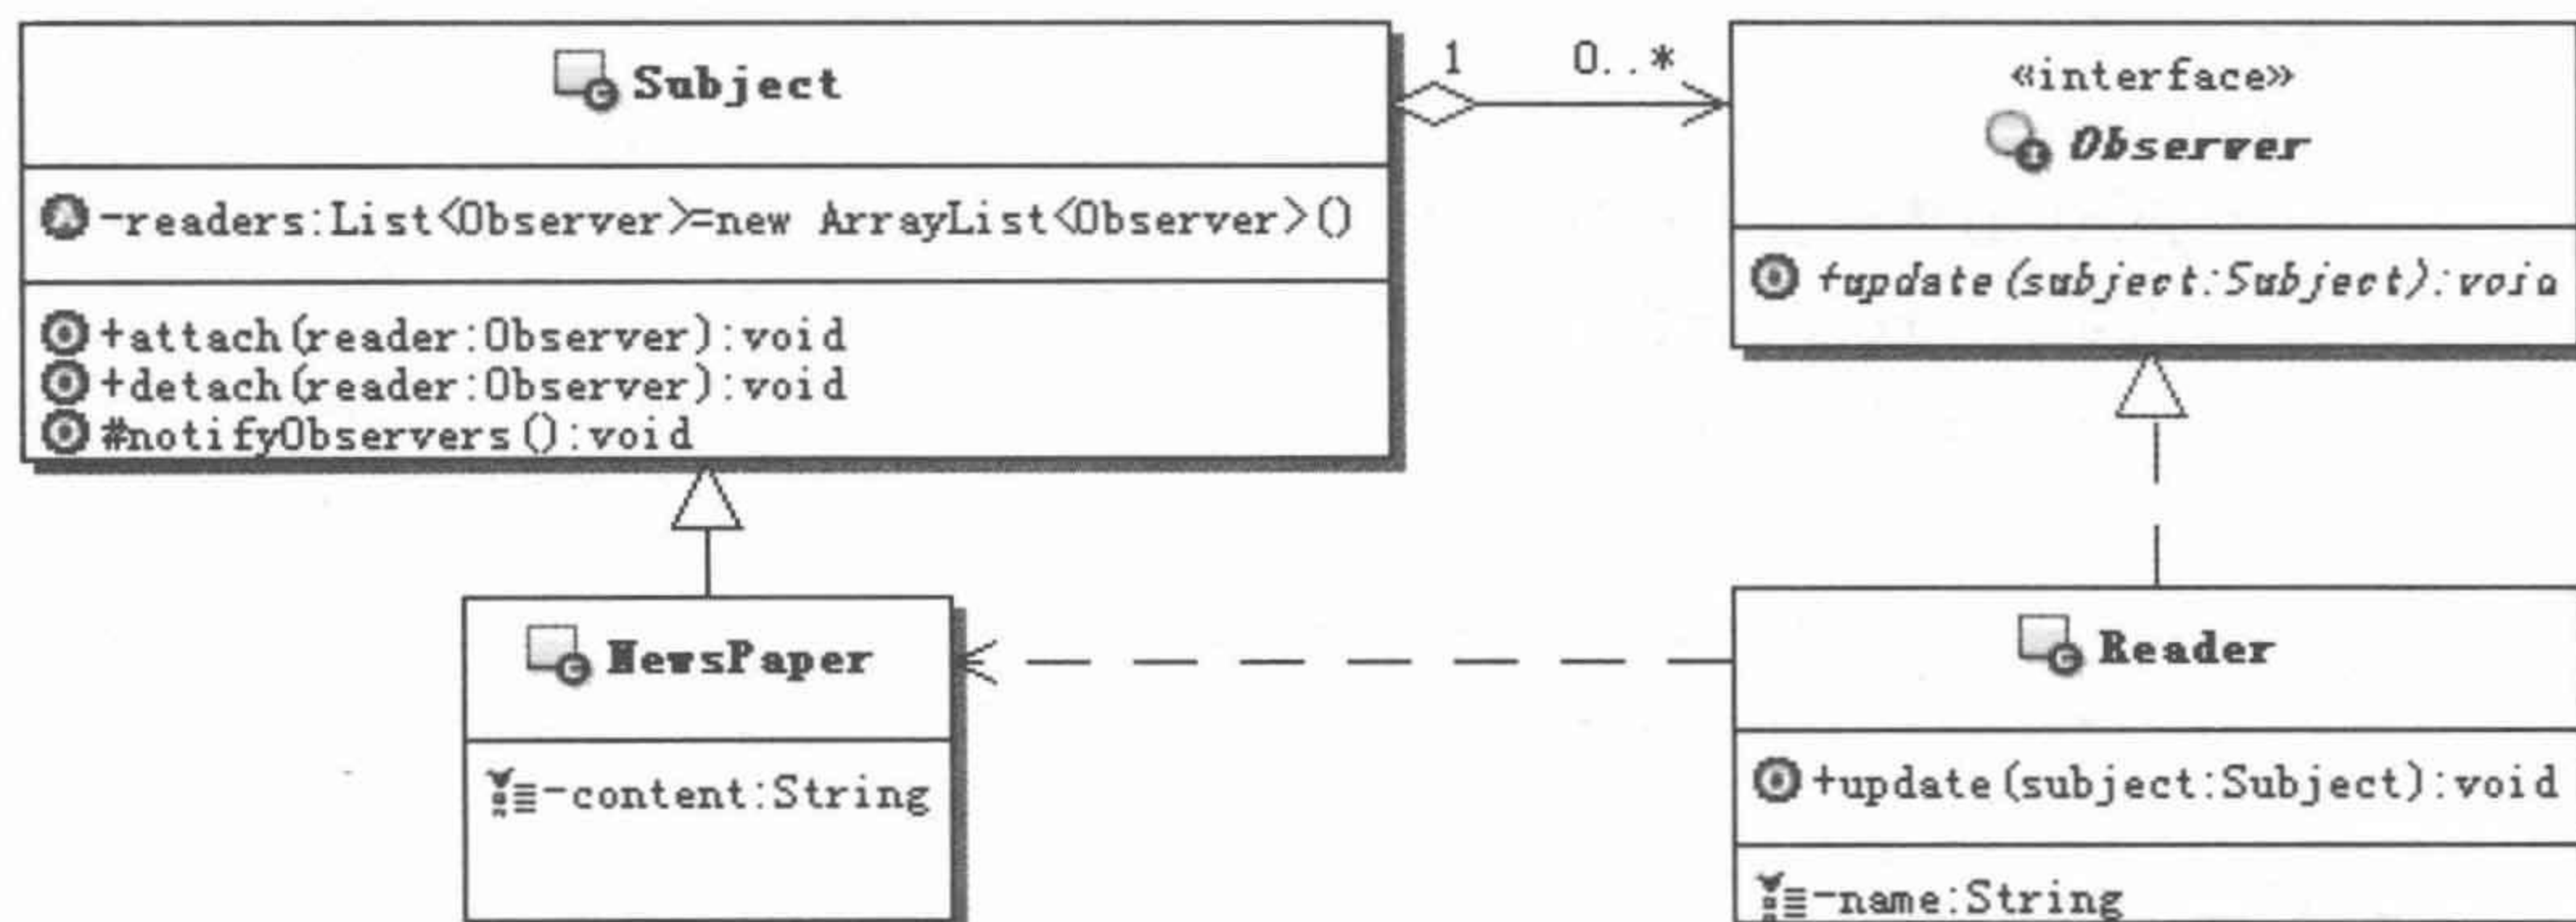 Subject
-readers:List<Observer>=new ArrayList<Observer>()
+attach(reader:Observer):void
+detach(reader:Observer):void
#notifyObservers():void
1 0..*
«interface»
Observer
+update(subject:Subject):void
NewsPaper
-content:String
Reader
+update(subject:Subject):void
-name:String